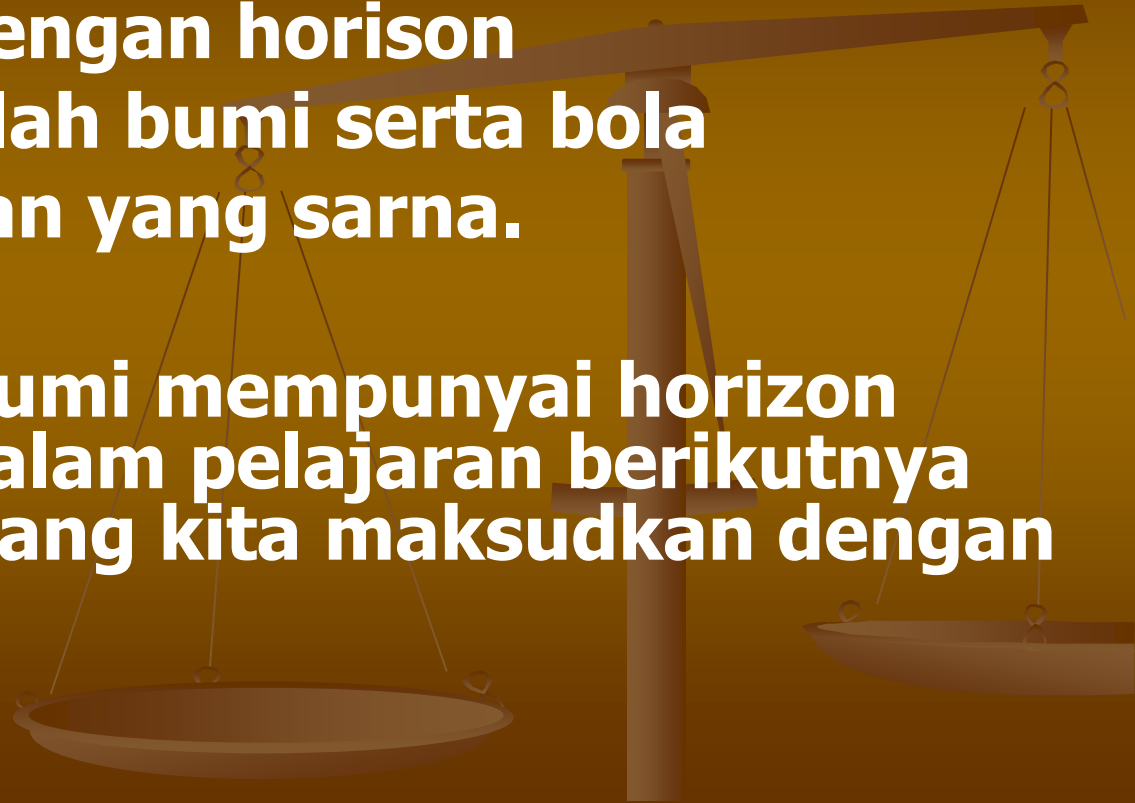 engan horison
lah bumi serta bola
an yang sarna.
umi mempunyai horizon
alam pelajaran berikutnya
ang kita maksudkan dengan